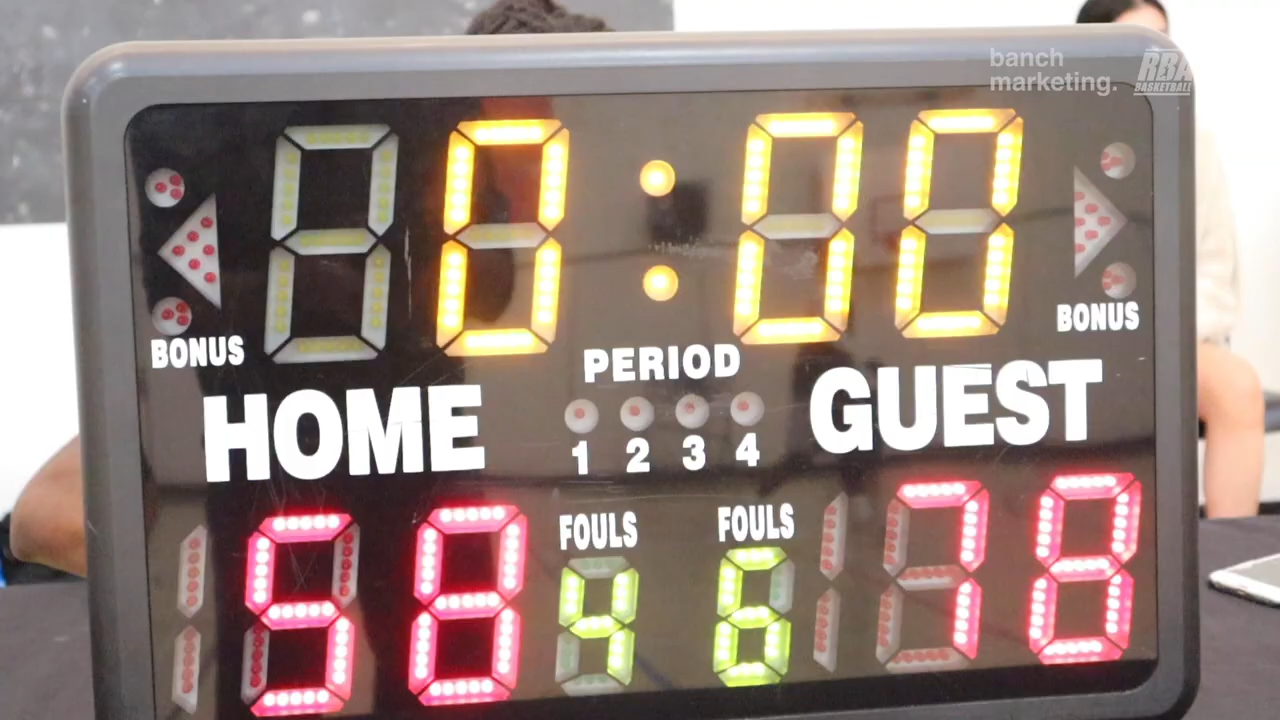 banch
marketing.
RBA
BASKETBALL
0:00
BONUS
BONUS
PERIOD
HOME
GUEST
1 2 3 4
FOULS
FOULS
58
4
6
78